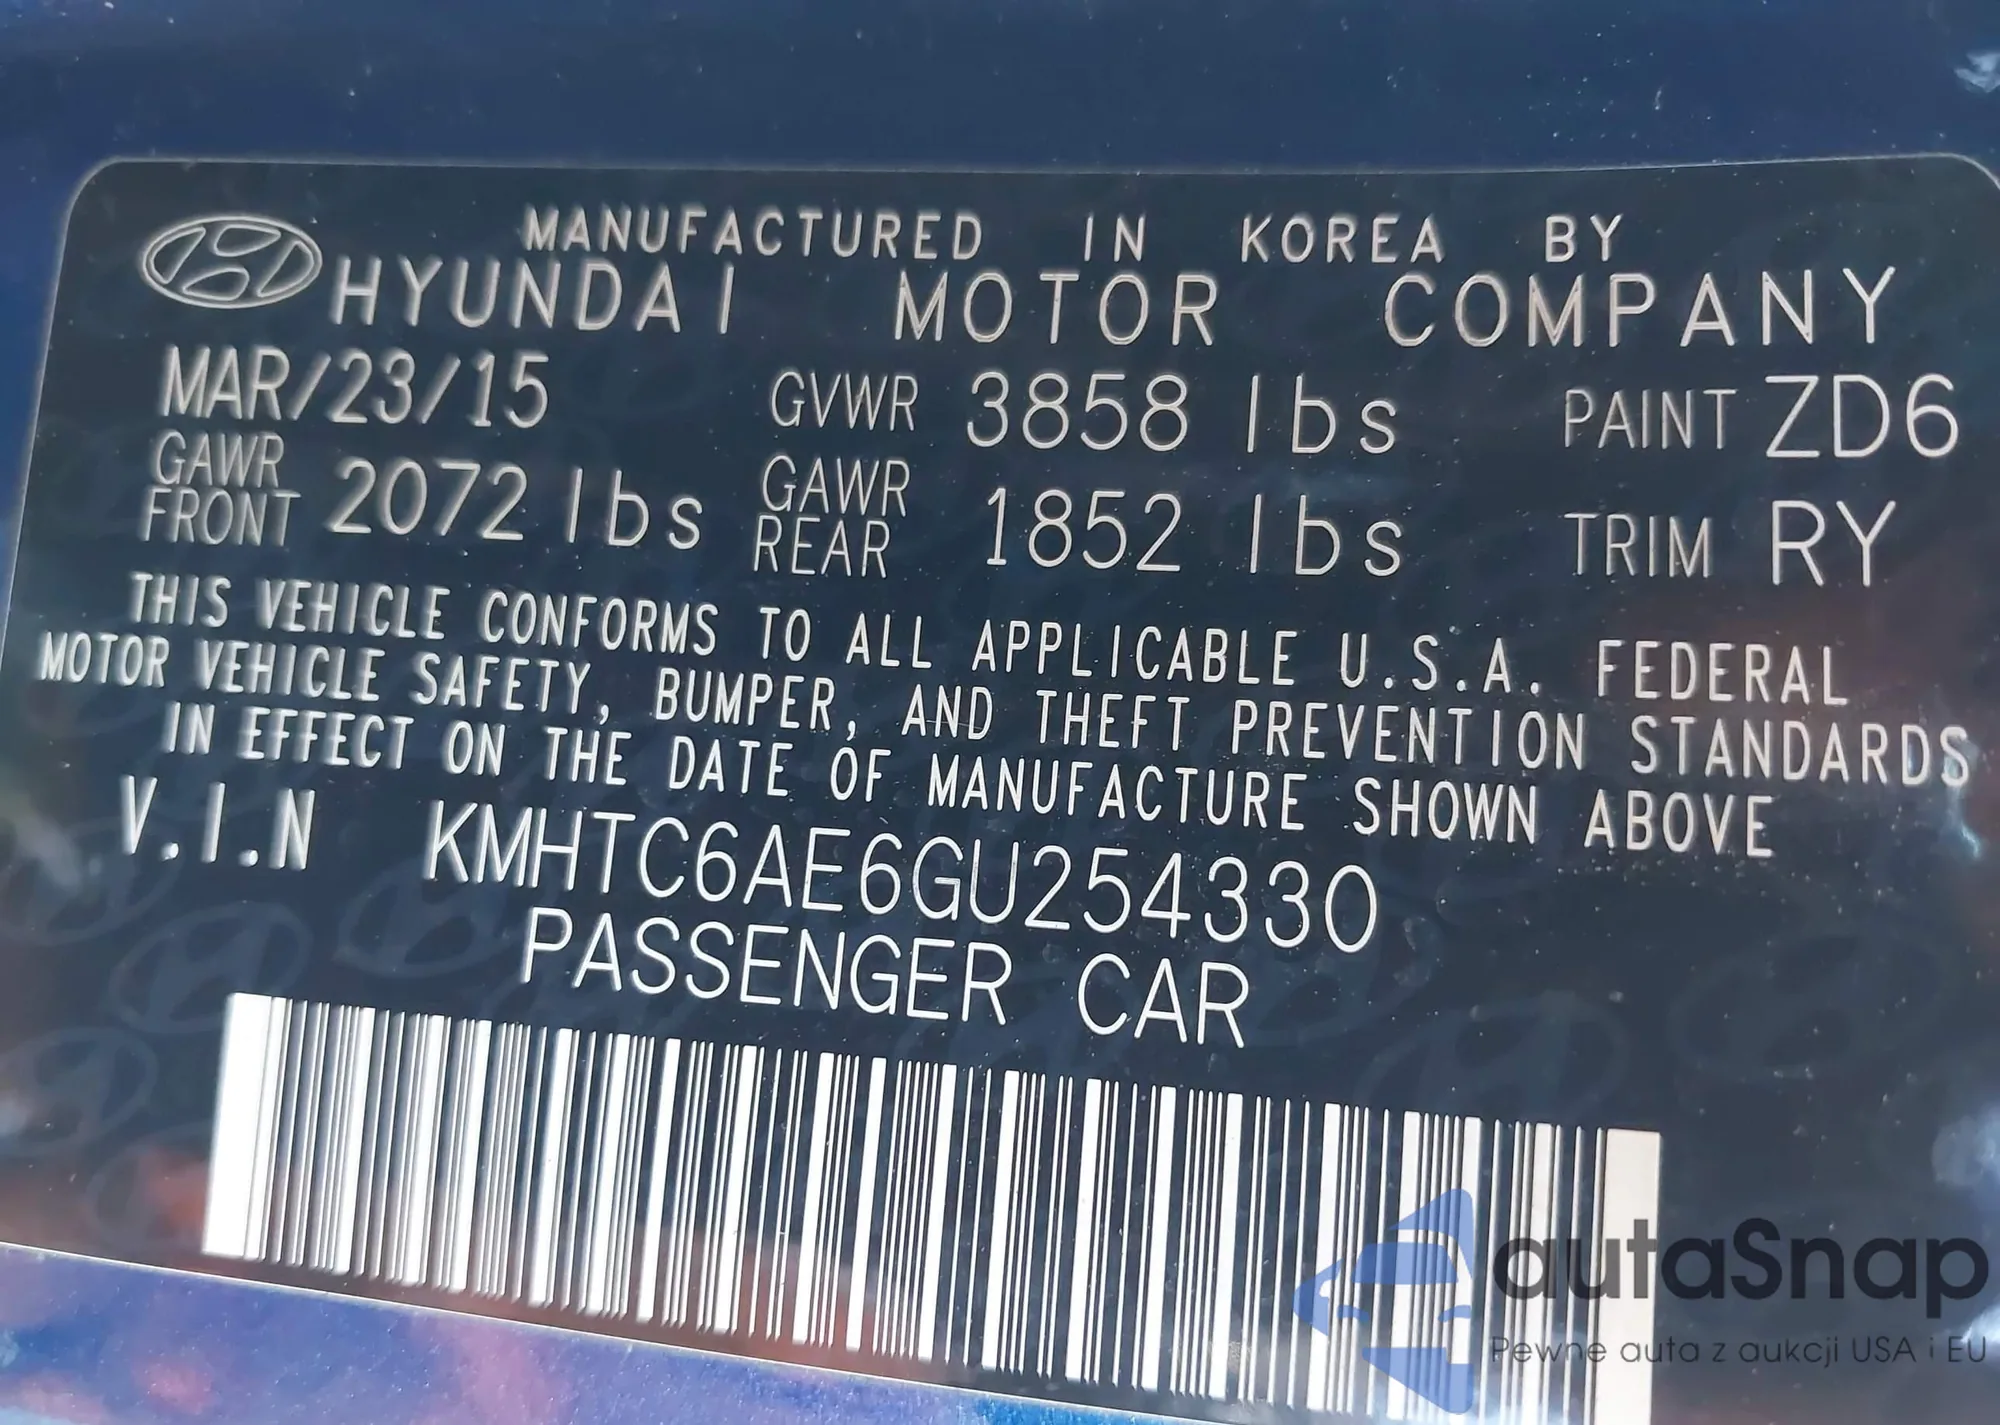 MANUFACTURED IN KOREA BY
HYUNDAI MOTOR COMPANY
MAR/23/15 GVWR 3858 lbs PAINT ZD6
GAWR FRONT 2072 lbs GAWR REAR 1852 lbs TRIM RY
THIS VEHICLE CONFORMS TO ALL APPLICABLE U.S.A. FEDERAL
MOTOR VEHICLE SAFETY, BUMPER, AND THEFT PREVENTION STANDARDS
IN EFFECT ON THE DATE OF MANUFACTURE SHOWN ABOVE
V.I.N KMHTC6AE6GU254330
PASSENGER CAR
autaSnap
Pewne auta z aukcji USA i EU